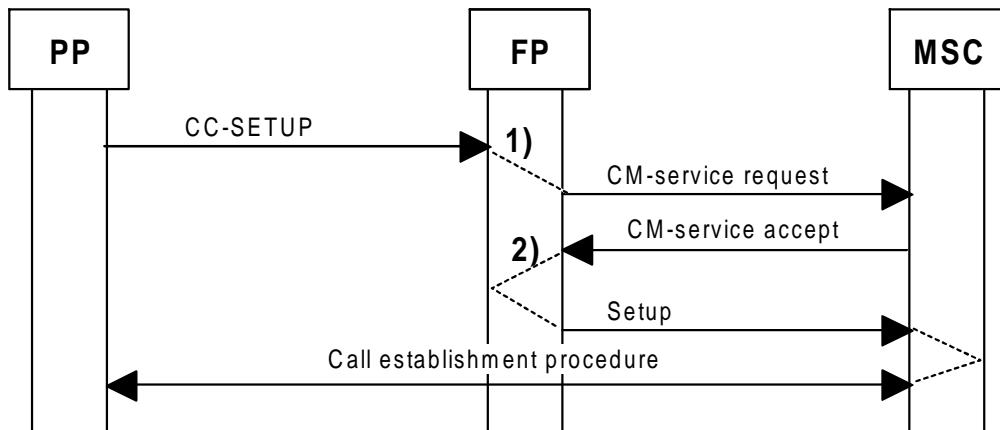 PP
FP
MSC
CC-SETUP
1)
CM-service request
CM-service accept
2)
Setup
Call establishment procedure